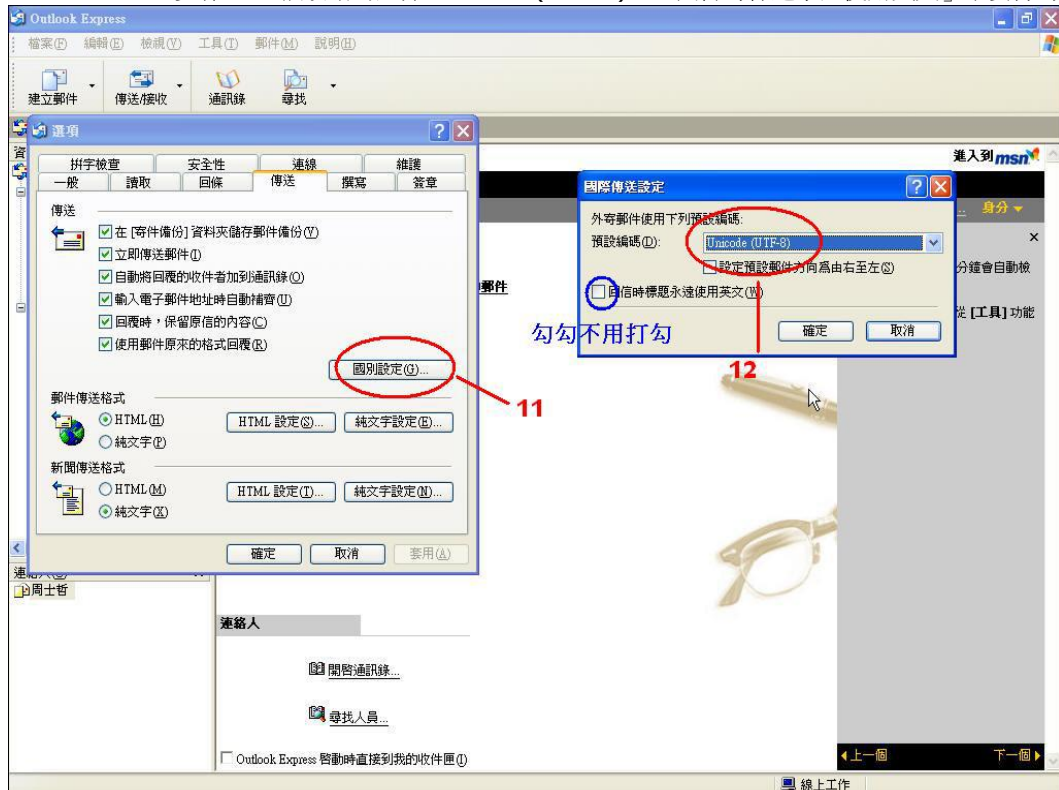 Outlook Express
檔案(F) 編輯(E) 檢視(V) 工具(T) 郵件(M) 說明(H)
建立郵件 傳送/接收 通訊錄 尋找
選項
拼字檢查 安全性 連線 維護
一般 讀取 回條 傳送 撰寫 簽章
傳送
在 [寄件備份] 資料夾儲存郵件備份(Y)
立即傳送郵件(I)
自動將回覆的收件者加到通訊錄(O)
輸入電子郵件地址時自動補齊(U)
回覆時，保留原信的內容(C)
使用郵件原來的格式回覆(R)
國別設定(G)...
11
郵件傳送格式
HTML(H) HTML 設定(S)... 純文字設定(E)...
純文字(P)
新聞傳送格式
HTML(M) HTML 設定(T)... 純文字設定(N)...
純文字(X)
確定 取消 套用(A)
進入到 msn
國際傳送設定
身分
外寄郵件使用下列預設編碼:
預設編碼(D): Unicode (UTF-8)
設定預設郵件方向為由右至左(S)
分鐘會自動檢
郵件
回信時標題永遠使用英文(W)
從 [工具] 功能
勾勾不用打勾
確定 取消
12
周士哲
連絡人
開啓通訊錄...
尋找人員...
Outlook Express 啓動時直接到我的收件匣(I)
上一個 下一個
線上工作